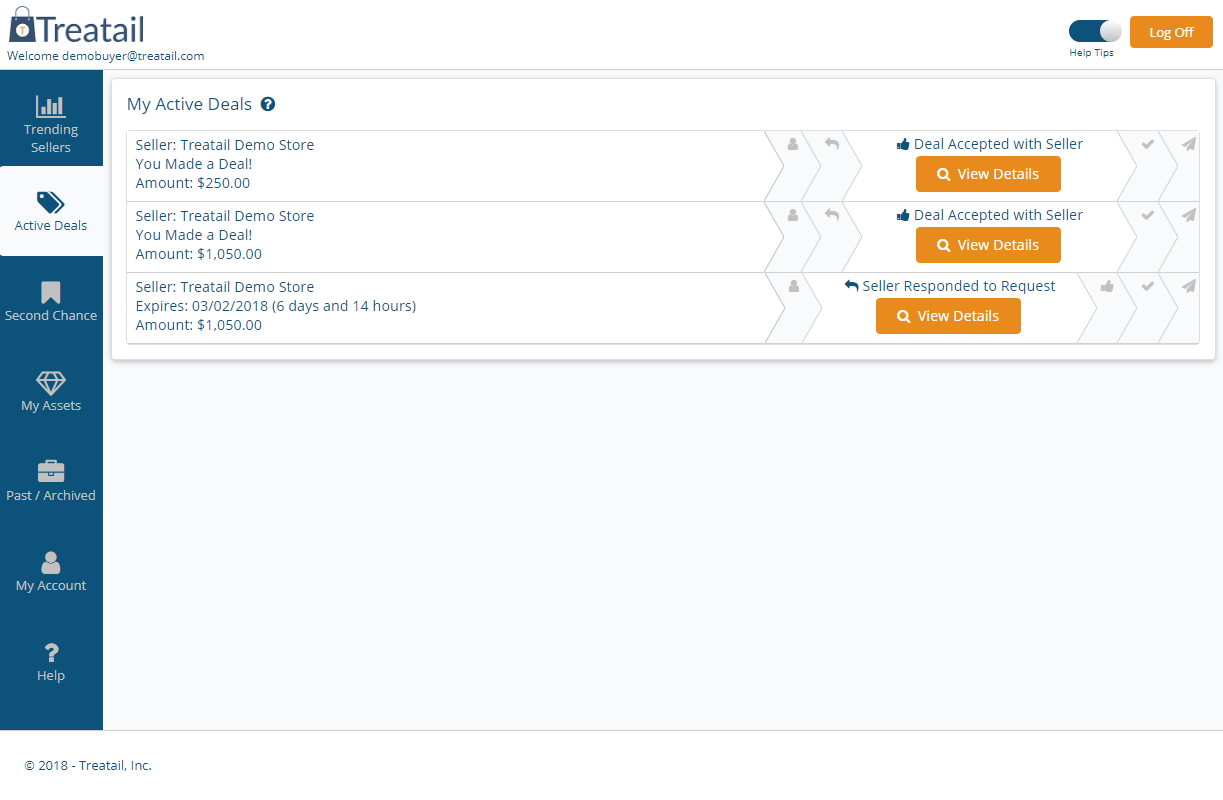 Treatail
Welcome demobuyer@treatail.com
Help Tips
Log Off
Trending
Sellers
Active Deals
Second Chance
My Assets
Past / Archived
My Account
Help
My Active Deals
Seller: Treatail Demo Store
You Made a Deal!
Amount: $250.00
Deal Accepted with Seller
View Details
Seller: Treatail Demo Store
You Made a Deal!
Amount: $1,050.00
Deal Accepted with Seller
View Details
Seller: Treatail Demo Store
Expires: 03/02/2018 (6 days and 14 hours)
Amount: $1,050.00
Seller Responded to Request
View Details
© 2018 - Treatail, Inc.